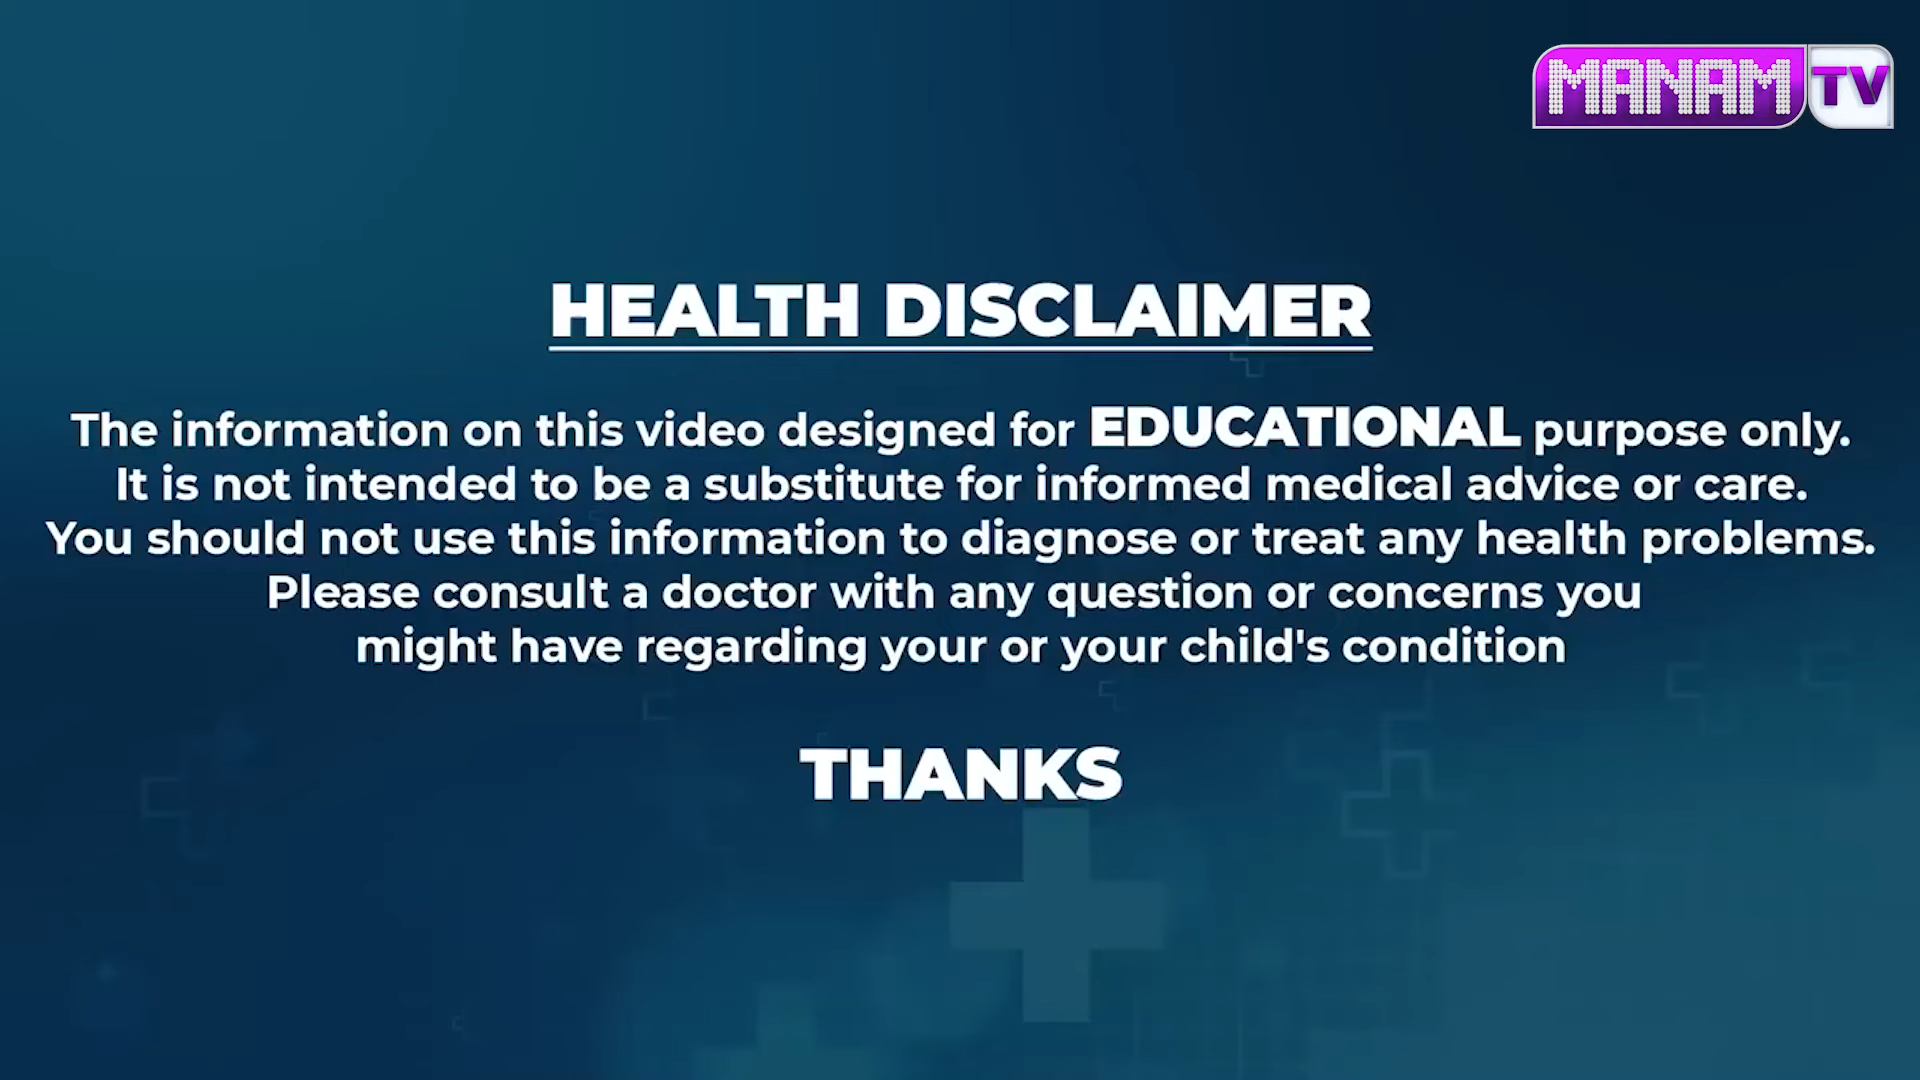 MANAM TV
HEALTH DISCLAIMER
The information on this video designed for EDUCATIONAL purpose only.
It is not intended to be a substitute for informed medical advice or care.
You should not use this information to diagnose or treat any health problems.
Please consult a doctor with any question or concerns you
might have regarding your or your child's condition
THANKS